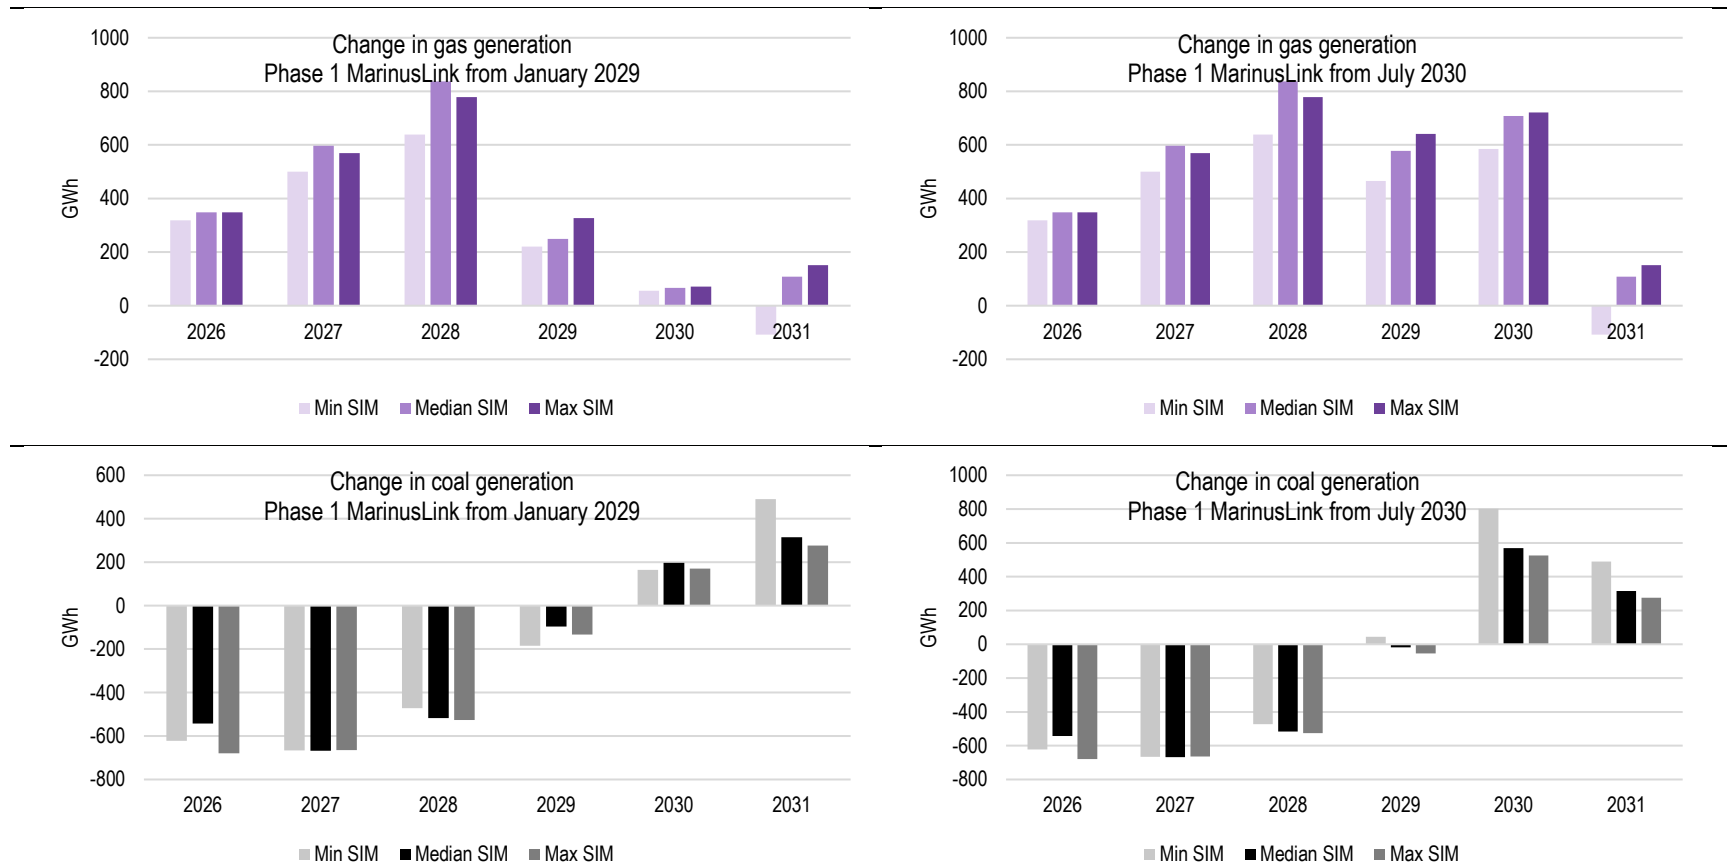 Change in gas generation
Phase 1 MarinusLink from January 2029
1000
800
600
400
200
0
-200
GWh
2026 2027 2028 2029 2030 2031
Min SIM Median SIM Max SIM
Change in gas generation
Phase 1 MarinusLink from July 2030
1000
800
600
400
200
0
-200
GWh
2026 2027 2028 2029 2030 2031
Min SIM Median SIM Max SIM
Change in coal generation
Phase 1 MarinusLink from January 2029
600
400
200
0
-200
-400
-600
-800
GWh
2026 2027 2028 2029 2030 2031
Min SIM Median SIM Max SIM
Change in coal generation
Phase 1 MarinusLink from July 2030
1000
800
600
400
200
0
-200
-400
-600
-800
GWh
2026 2027 2028 2029 2030 2031
Min SIM Median SIM Max SIM